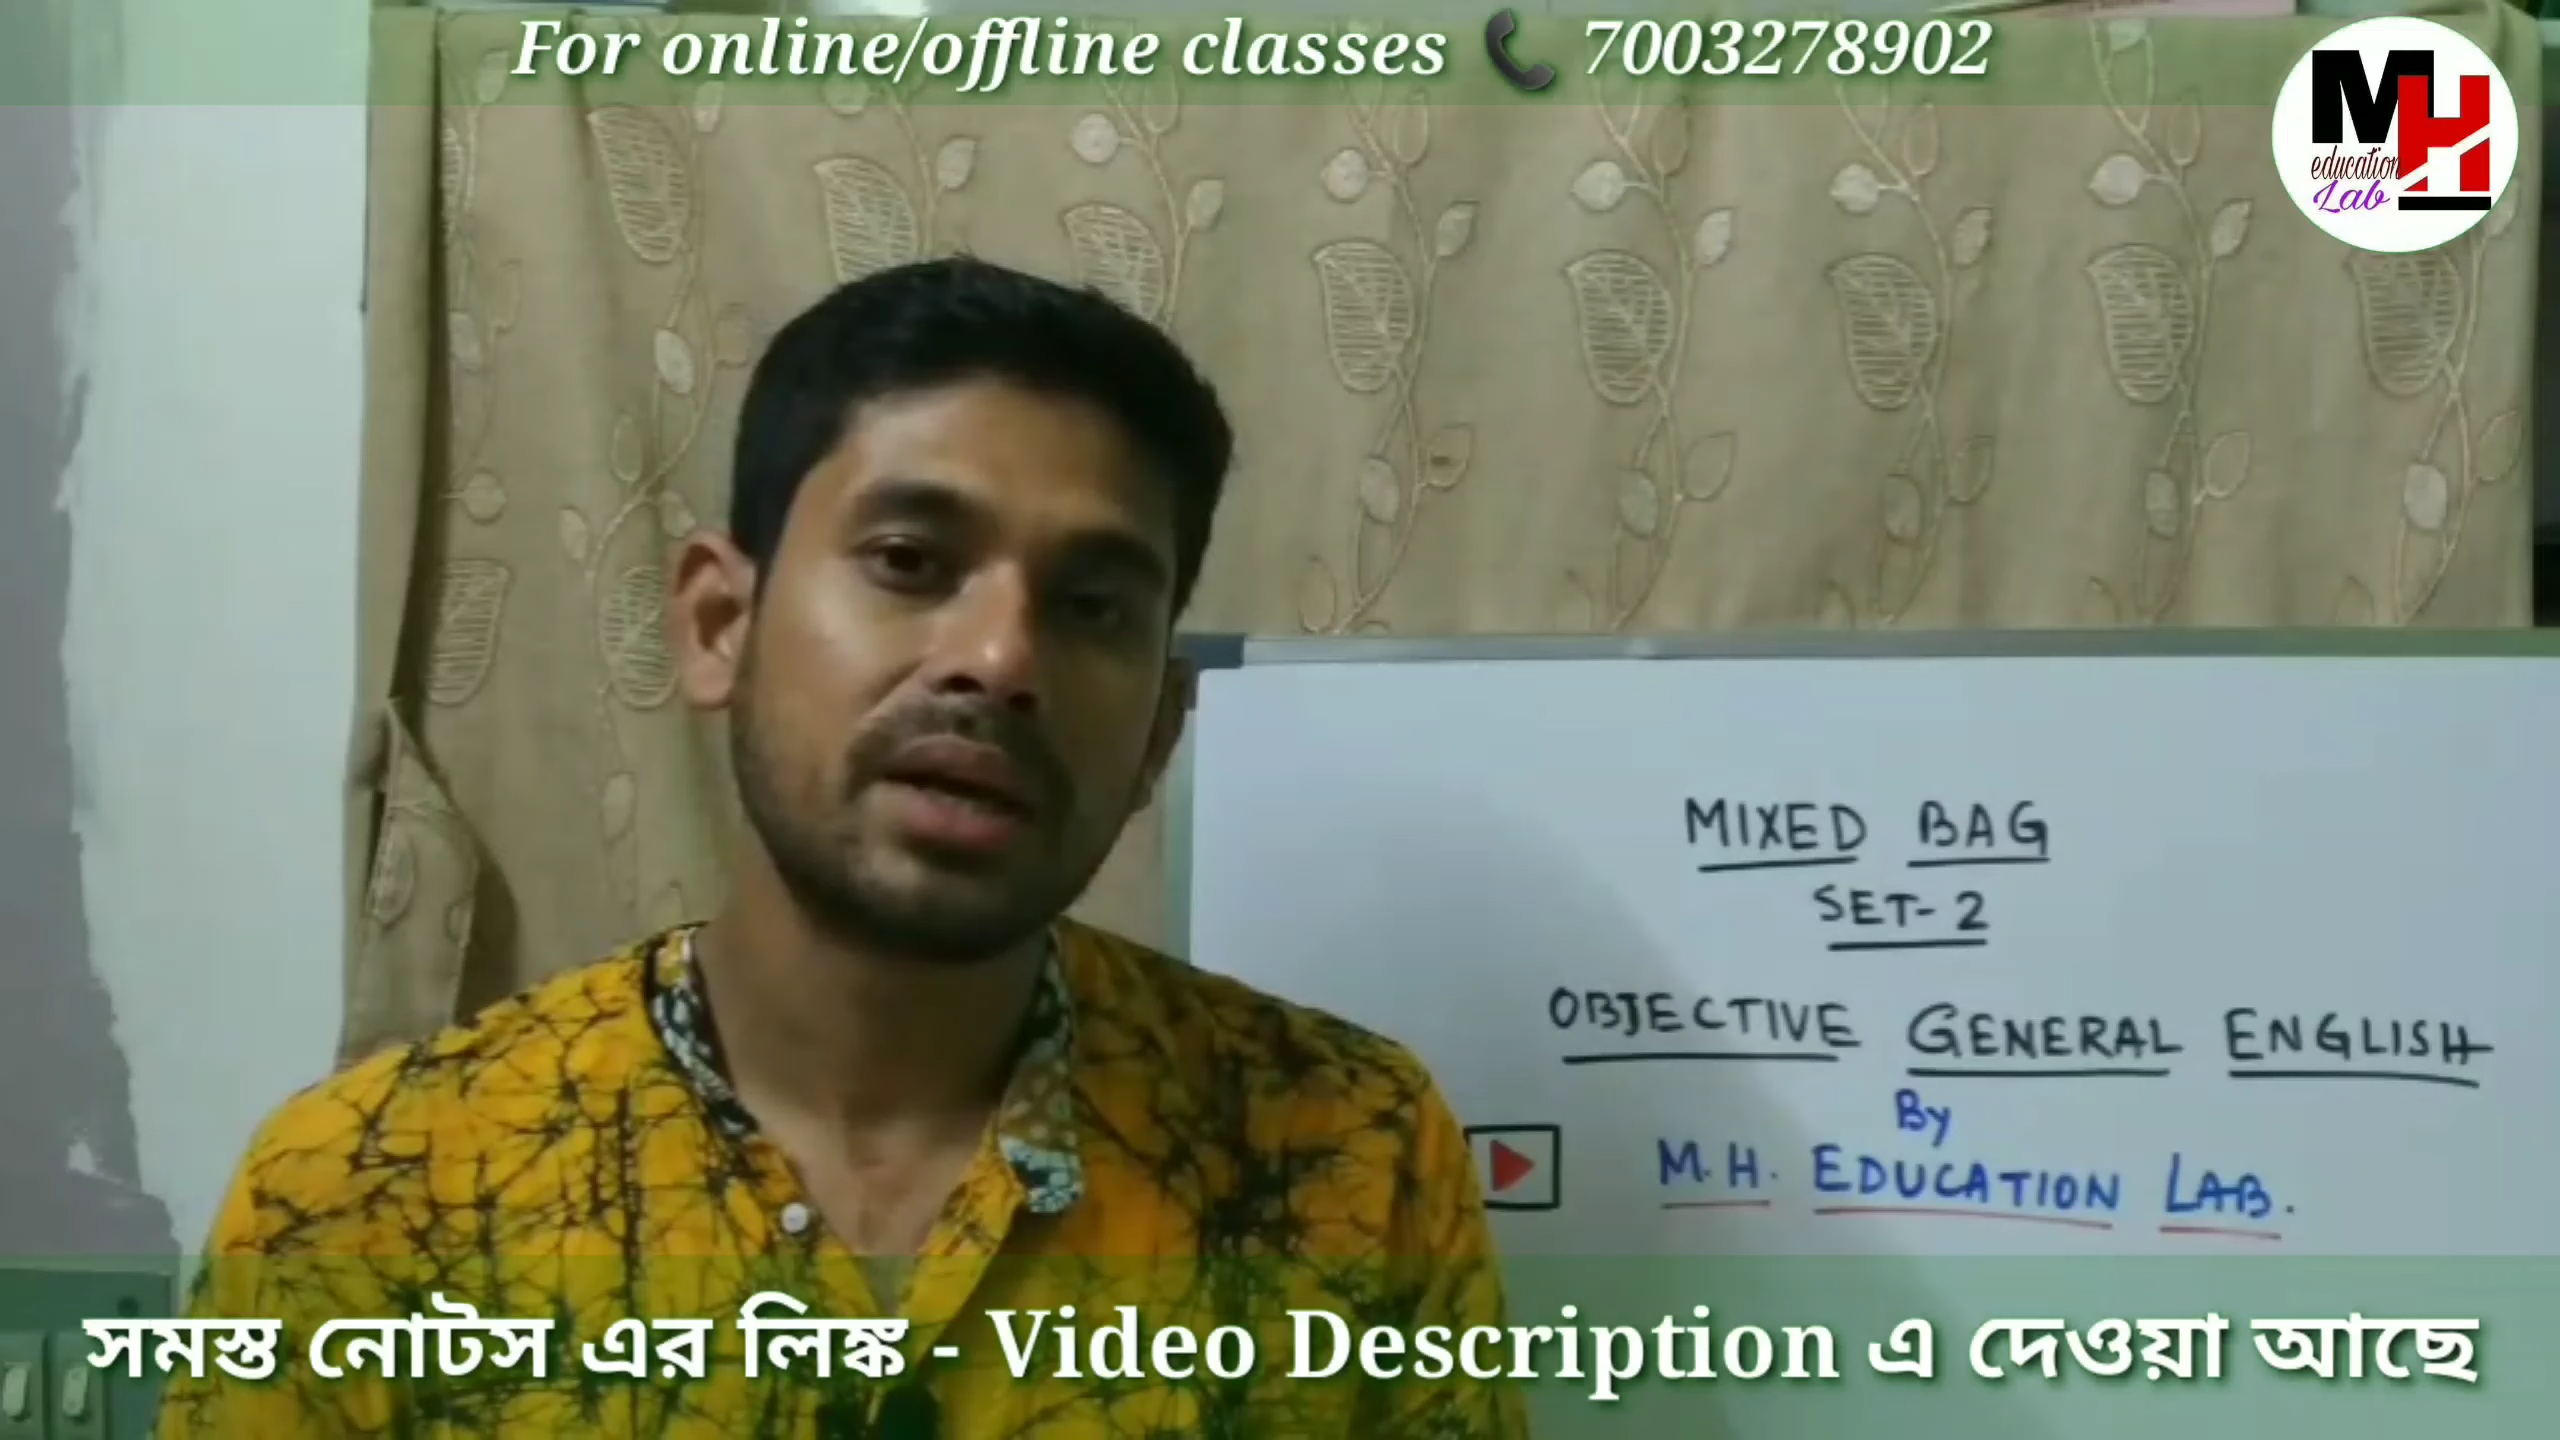 For online/offline classes 📞 7003278902
MH
education
Lab
MIXED BAG
SET-2
OBJECTIVE GENERAL ENGLISH
By
M. H. EDUCATION LAB.
সমস্ত নোটস এর লিঙ্ক - Video Description এ দেওয়া আছে